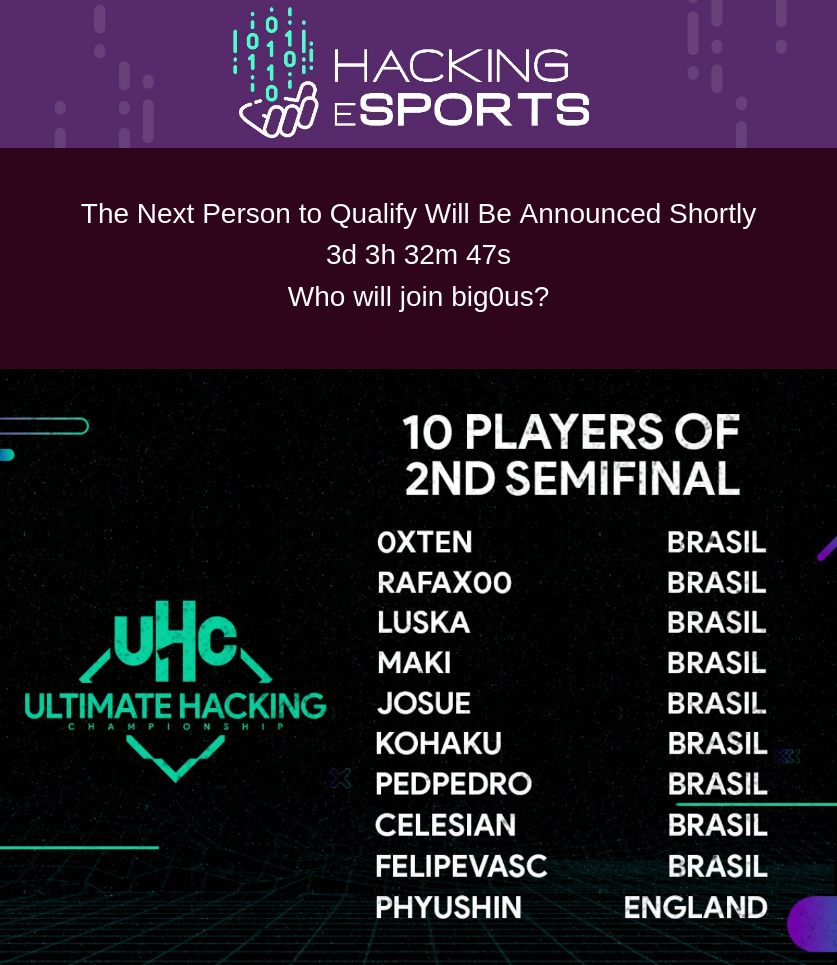 HACKING
eSPORTS
The Next Person to Qualify Will Be Announced Shortly
3d 3h 32m 47s
Who will join big0us?
10 PLAYERS OF
2ND SEMIFINAL
UHC
ULTIMATE HACKING
CHAMPIONSHIP
0XTEN BRASIL
RAFAX00 BRASIL
LUSKA BRASIL
MAKI BRASIL
JOSUE BRASIL
KOHAKU BRASIL
PEDPEDRO BRASIL
CELESIAN BRASIL
FELIPEVASC BRASIL
PHYUSHIN ENGLAND